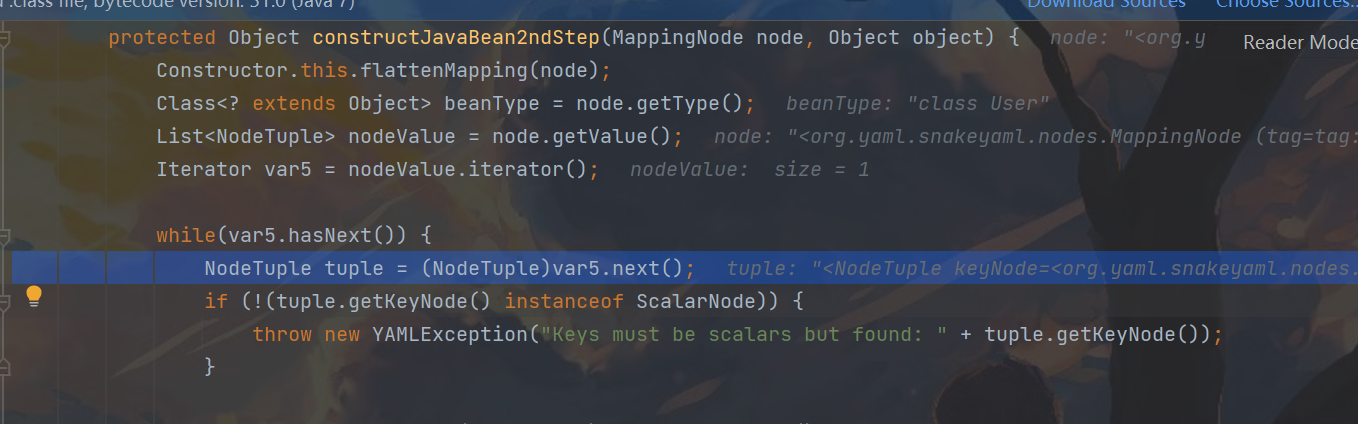 .class file, bytecode version: 51.0 (Java 7) Download Sources Choose Sources...
protected Object constructJavaBean2ndStep(MappingNode node, Object object) { node: "<org.y Reader Mode
Constructor.this.flattenMapping(node);
Class<? extends Object> beanType = node.getType(); beanType: "class User"
List<NodeTuple> nodeValue = node.getValue(); node: "<org.yaml.snakeyaml.nodes.MappingNode (tag=tag:
Iterator var5 = nodeValue.iterator(); nodeValue: size = 1
while(var5.hasNext()) {
NodeTuple tuple = (NodeTuple)var5.next(); tuple: "<NodeTuple keyNode=<org.yaml.snakeyaml.nodes.
if (!(tuple.getKeyNode() instanceof ScalarNode)) {
throw new YAMLException("Keys must be scalars but found: " + tuple.getKeyNode());
}